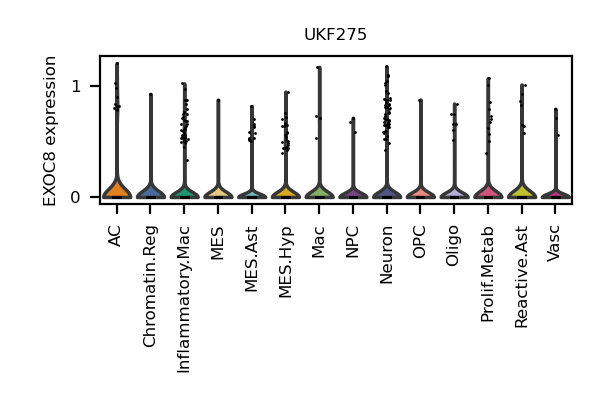 UKF275
EXOC8 expression
1
0
AC
Chromatin.Reg
Inflammatory.Mac
MES
MES.Ast
MES.Hyp
Mac
NPC
Neuron
OPC
Oligo
Prolif.Metab
Reactive.Ast
Vasc